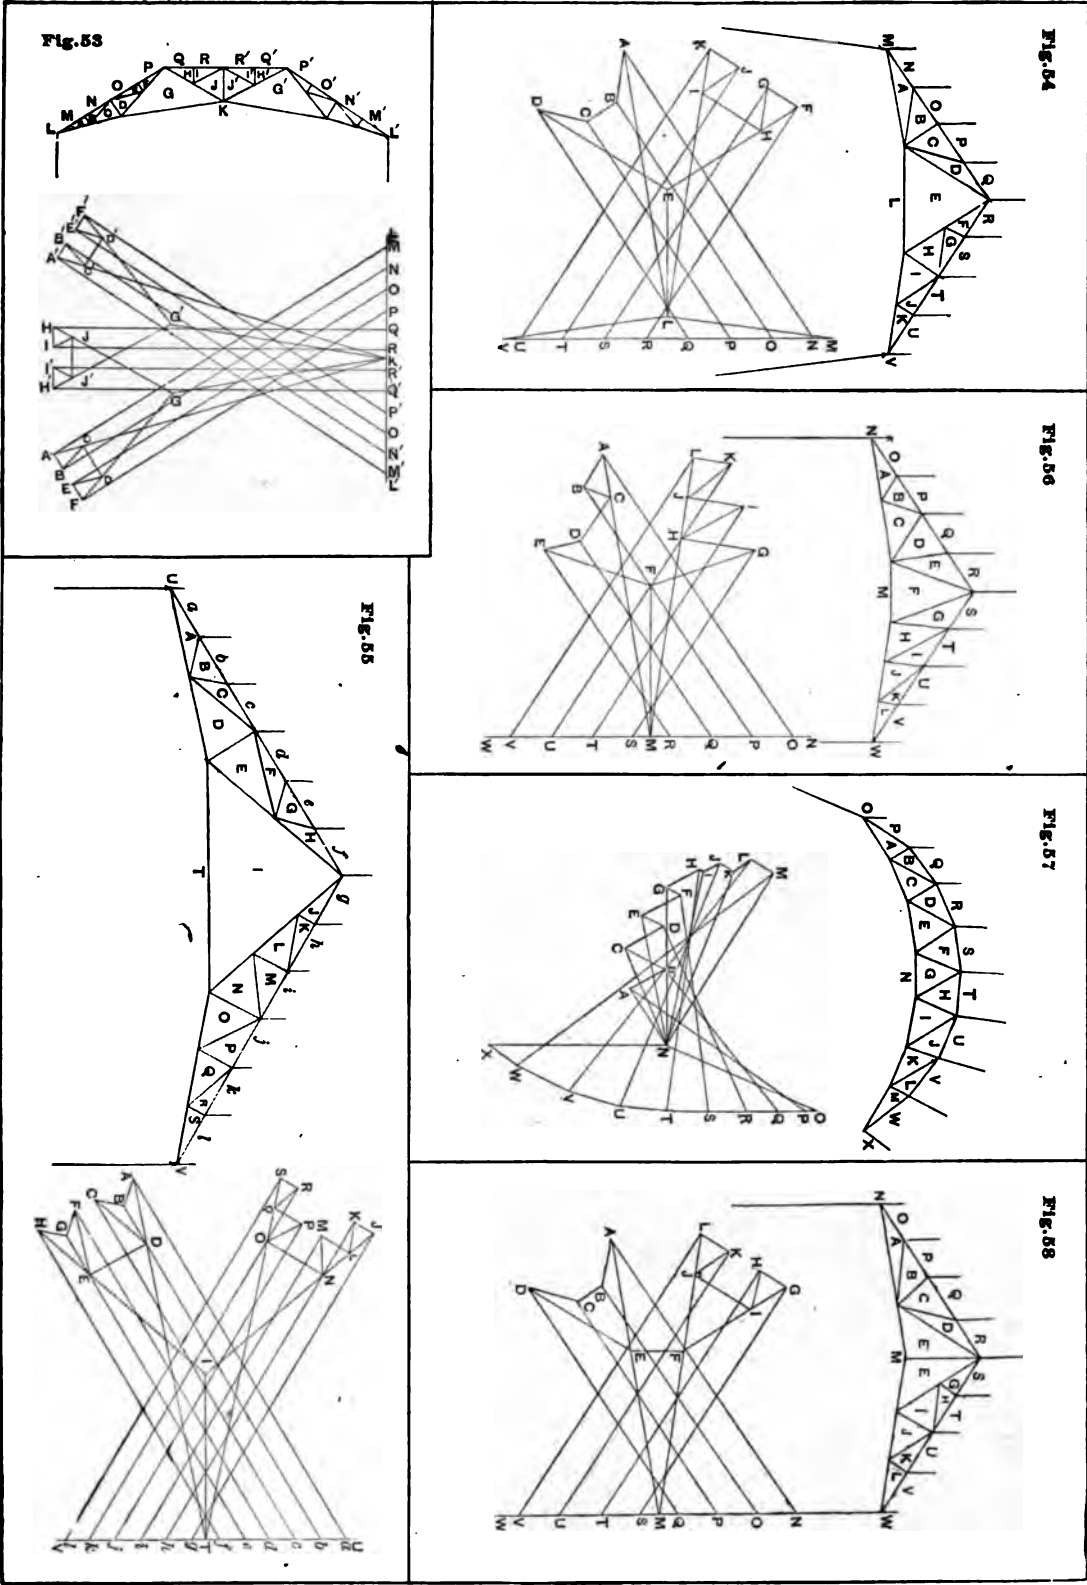 Fig.53
P Q R R' Q' P'
O H I J J' I' H' O'
N G G' N'
M D M'
L C K L'
F'
E' D'
B'
A' C'
G'
H J
I
I'
H' J'
G
A C
B
E D
F
M
N
O
P
Q
R
K
R'
Q'
P'
O
N'
M'
L'
Fig.54
M N A O B P C D Q E L R F S G H T I J U K V
A B C D E F G H I J K L
V U T S R Q P O N M
Fig.56
N O A P B C Q D E R F M S G T H I U J K V L W
A B C D E F G H I J K L
W V U T S M R Q P O N
Fig.55
U a A b B C c D d E F e G H f I T g J K h L i M N j O P k Q R S l V
A B C D E F G H I J K L M N O P Q R S
V l k j i h g T f e d c b a U
Fig.57
O P A B Q C D R E S F G N T H I U J K V L M W X
A B C D E F G H I J K L M N
X W V U T S R Q P O
Fig.58
N O A P B C Q D E R M E S G H T I J U K V L W
A B C D E F G H I J K L
W V U T S M Q P O N